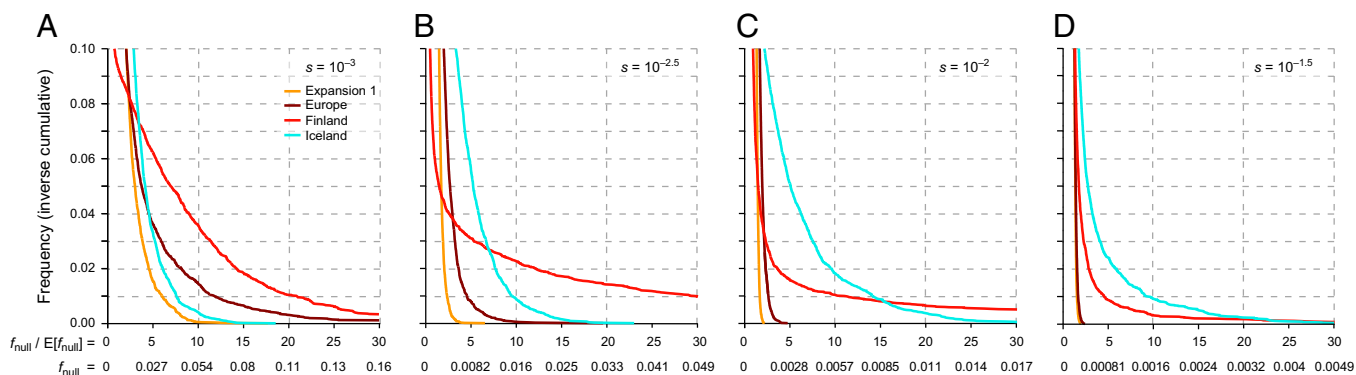 A B C D
s = 10⁻³ s = 10⁻²·⁵ s = 10⁻² s = 10⁻¹·⁵
Frequency (inverse cumulative)
0.10
0.08
0.06
0.04
0.02
0.00
Expansion 1
Europe
Finland
Iceland
f_null / E[f_null] = 0 5 10 15 20 25 30 0 5 10 15 20 25 30 0 5 10 15 20 25 30 0 5 10 15 20 25 30
f_null = 0 0.027 0.054 0.08 0.11 0.13 0.16 0 0.0082 0.016 0.025 0.033 0.041 0.049 0 0.0028 0.0057 0.0085 0.011 0.014 0.017 0 0.00081 0.0016 0.0024 0.0032 0.004 0.0049